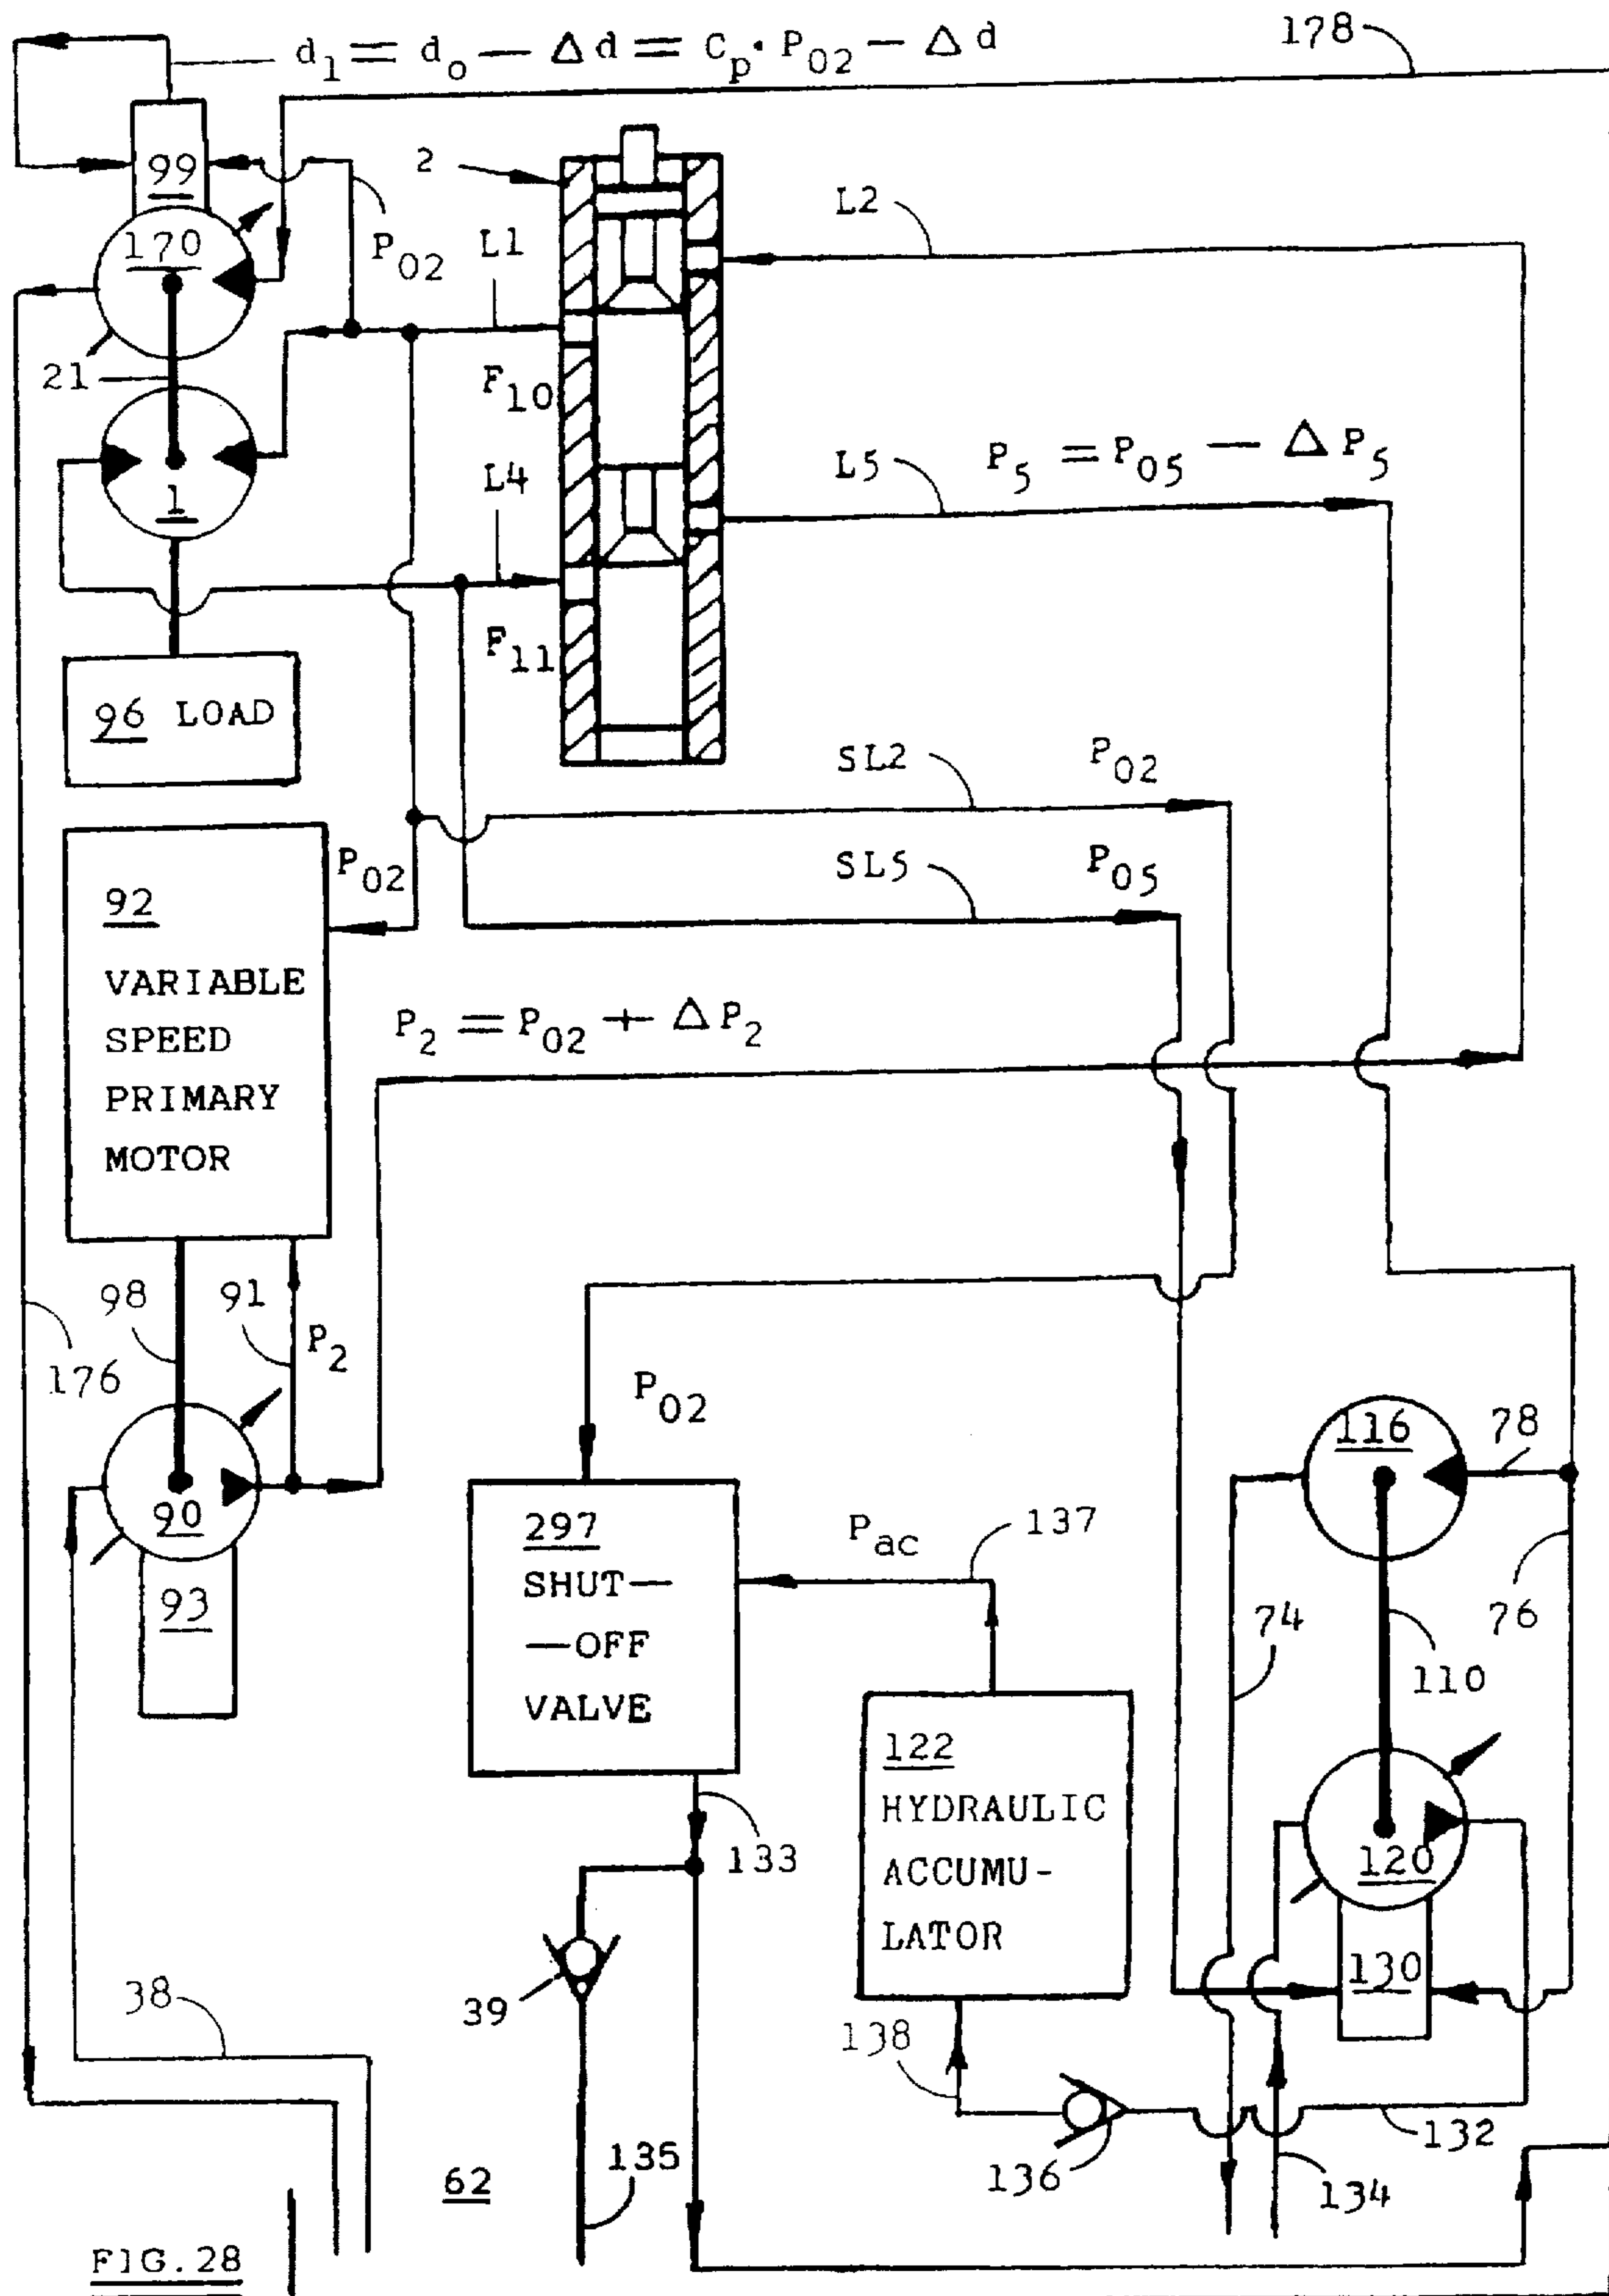 d₁ = d₀ — Δd = Cₚ· P₀₂ — Δd
178
99
2
170
P₀₂
L1
L2
21
F₁₀
1
L4
L5
P₅ = P₀₅ — ΔP₅
F₁₁
96 LOAD
SL2
P₀₂
P₀₂
SL5
P₀₅
92
VARIABLE
SPEED
PRIMARY
MOTOR
P₂ = P₀₂ + ΔP₂
98
91
P₂
176
P₀₂
116
78
90
297
SHUT—
—OFF
VALVE
Pac
137
93
74
76
110
122
HYDRAULIC
ACCUMU-
LATOR
133
120
39
130
38
138
135
136
132
62
134
FIG.28